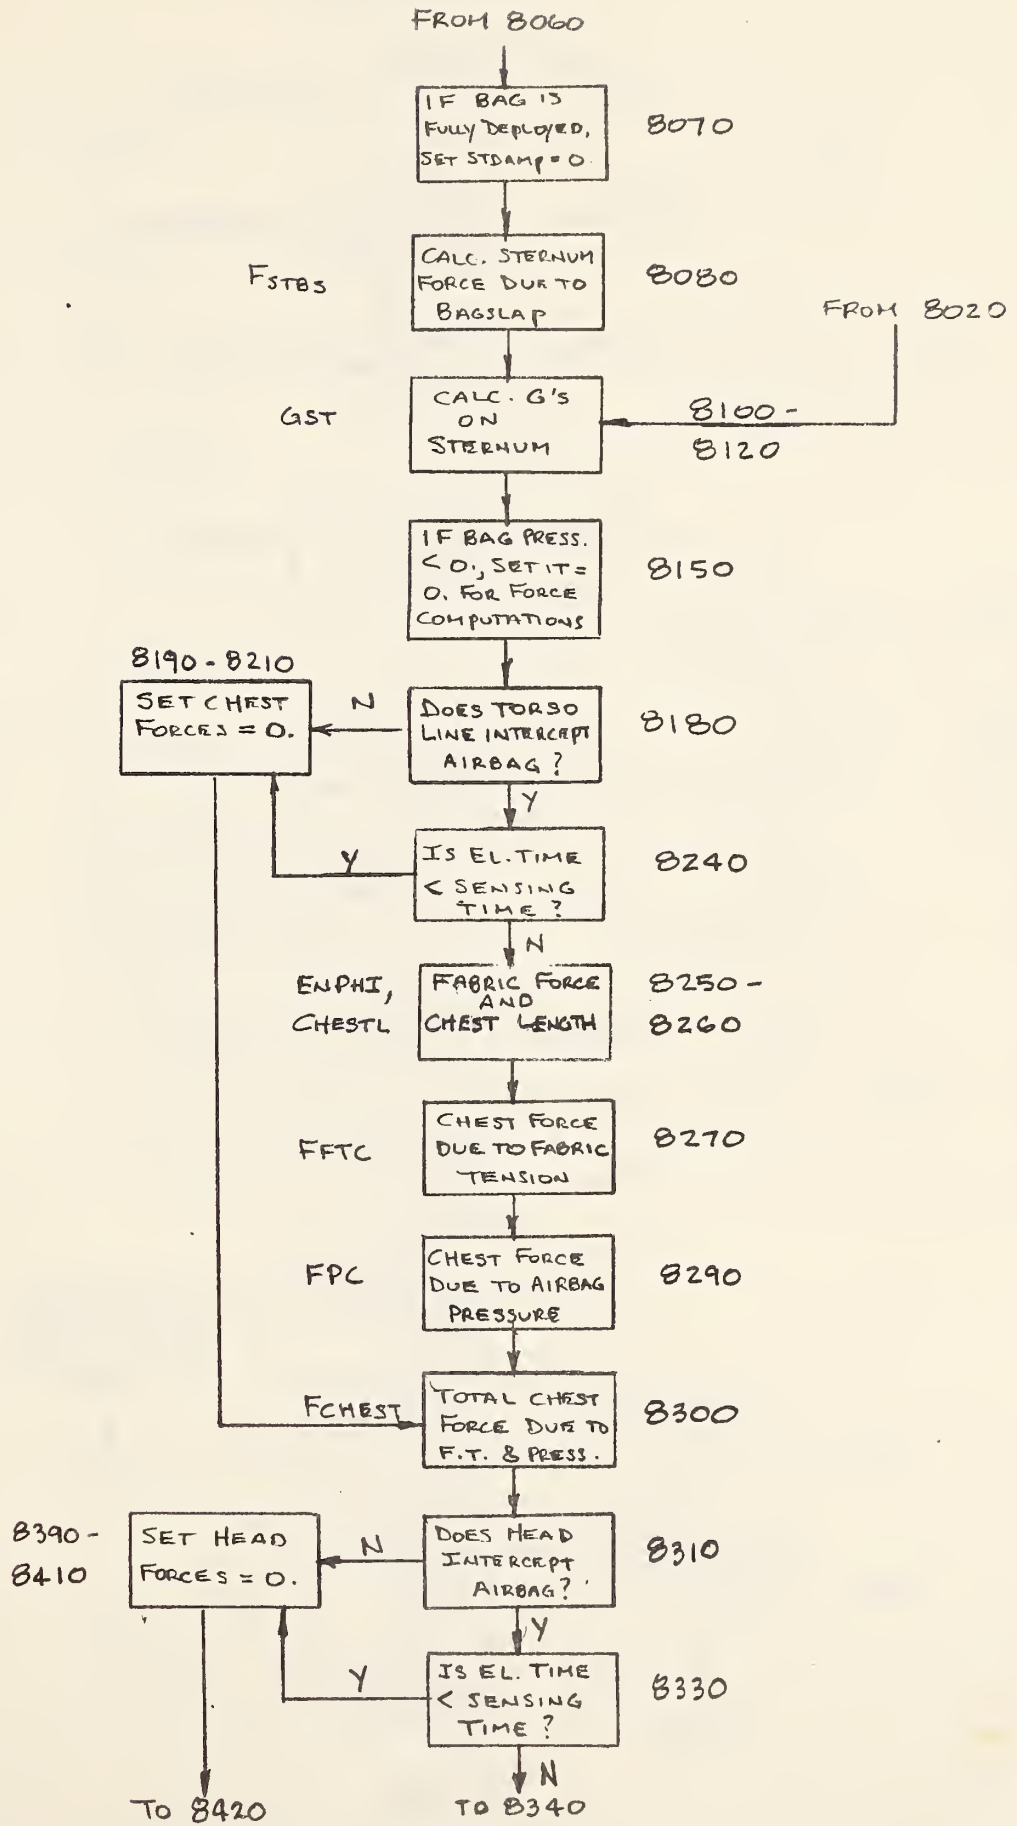 FROM 8060
IF BAG IS
FULLY DEPLOYED,
SET STDAMP = 0.
8070
FSTBS
CALC. STERNUM
FORCE DUE TO
BAGSLAP
8080
FROM 8020
GST
CALC. G'S
ON
STERNUM
8100-
8120
IF BAG PRESS.
< 0., SET IT =
0. FOR FORCE
COMPUTATIONS
8150
8190-8210
SET CHEST
FORCES = 0.
N
DOES TORSO
LINE INTERCEPT
AIRBAG?
8180
Y
Y
IS EL. TIME
< SENSING
TIME?
8240
N
ENPHI,
CHESTL
FABRIC FORCE
AND
CHEST LENGTH
8250-
8260
FFTC
CHEST FORCE
DUE TO FABRIC
TENSION
8270
FPC
CHEST FORCE
DUE TO AIRBAG
PRESSURE
8290
FCHEST
TOTAL CHEST
FORCE DUE TO
F.T. & PRESS.
8300
8390-
8410
SET HEAD
FORCES = 0.
N
DOES HEAD
INTERCEPT
AIRBAG?
8310
Y
Y
IS EL. TIME
< SENSING
TIME?
8330
N
TO 8420
TO 8340